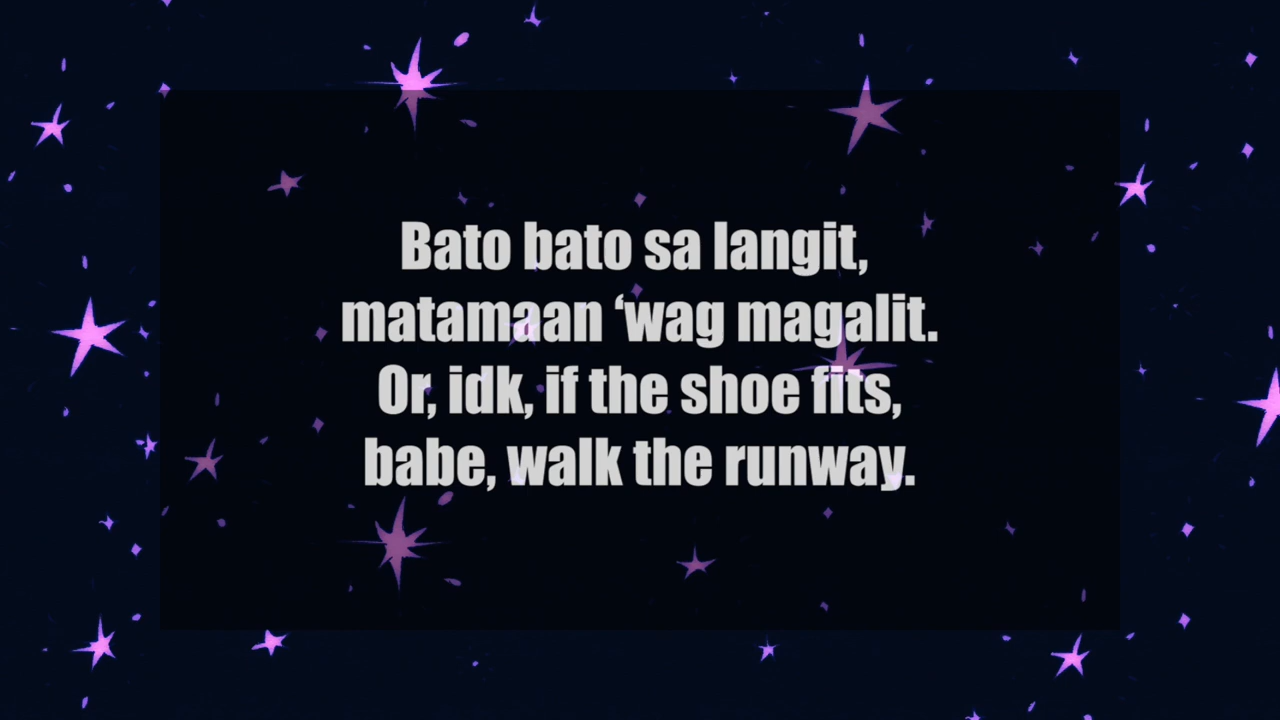 Bato bato sa langit,
matamaan ‘wag magalit.
Or, idk, if the shoe fits,
babe, walk the runway.